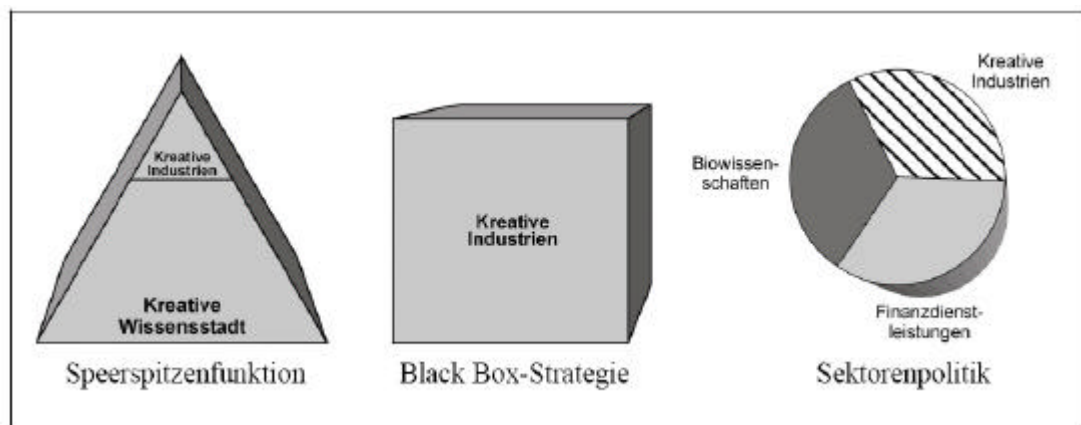 Kreative
Industrien
Kreative
Wissensstadt
Speerspitzenfunktion
Kreative
Industrien
Black Box-Strategie
Kreative
Industrien
Biowissen-
schaften
Finanzdienst-
leistungen
Sektorenpolitik